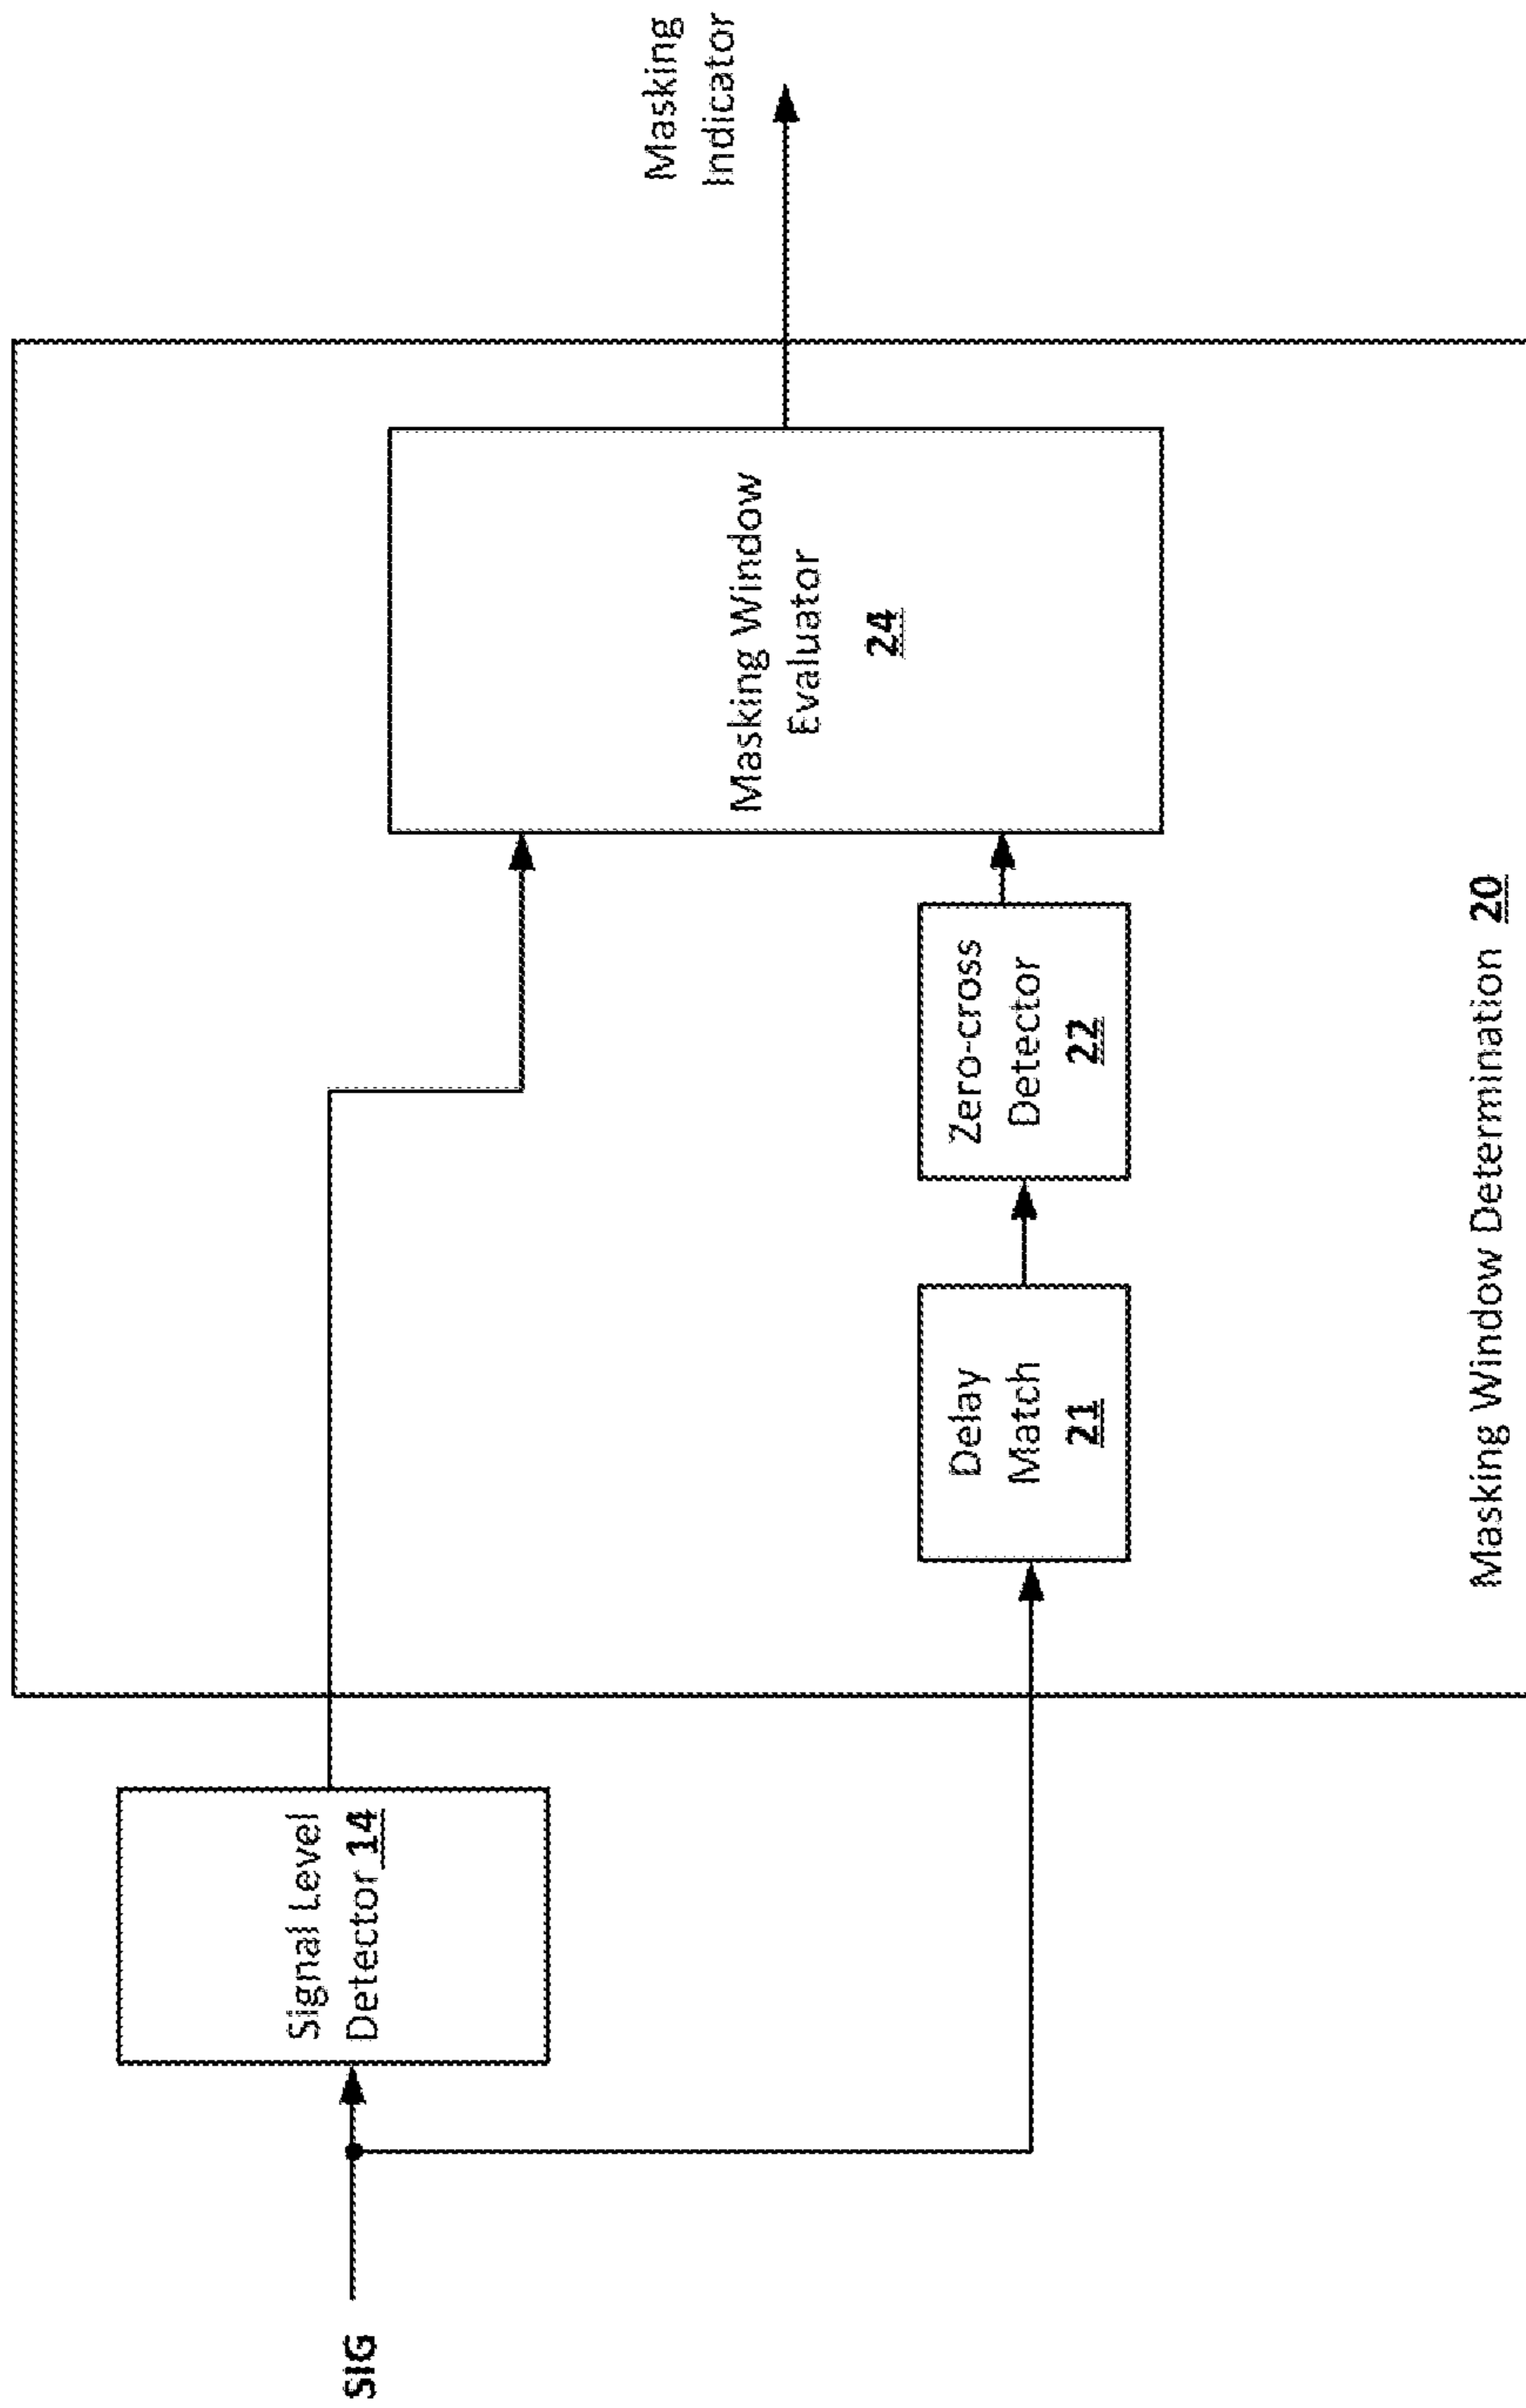 SIG
Signal Level
Detector 14
Delay
Match
21
Zero-cross
Detector
22
Masking Window
Evaluator
24
Masking
Indicator
Masking Window Determination 20